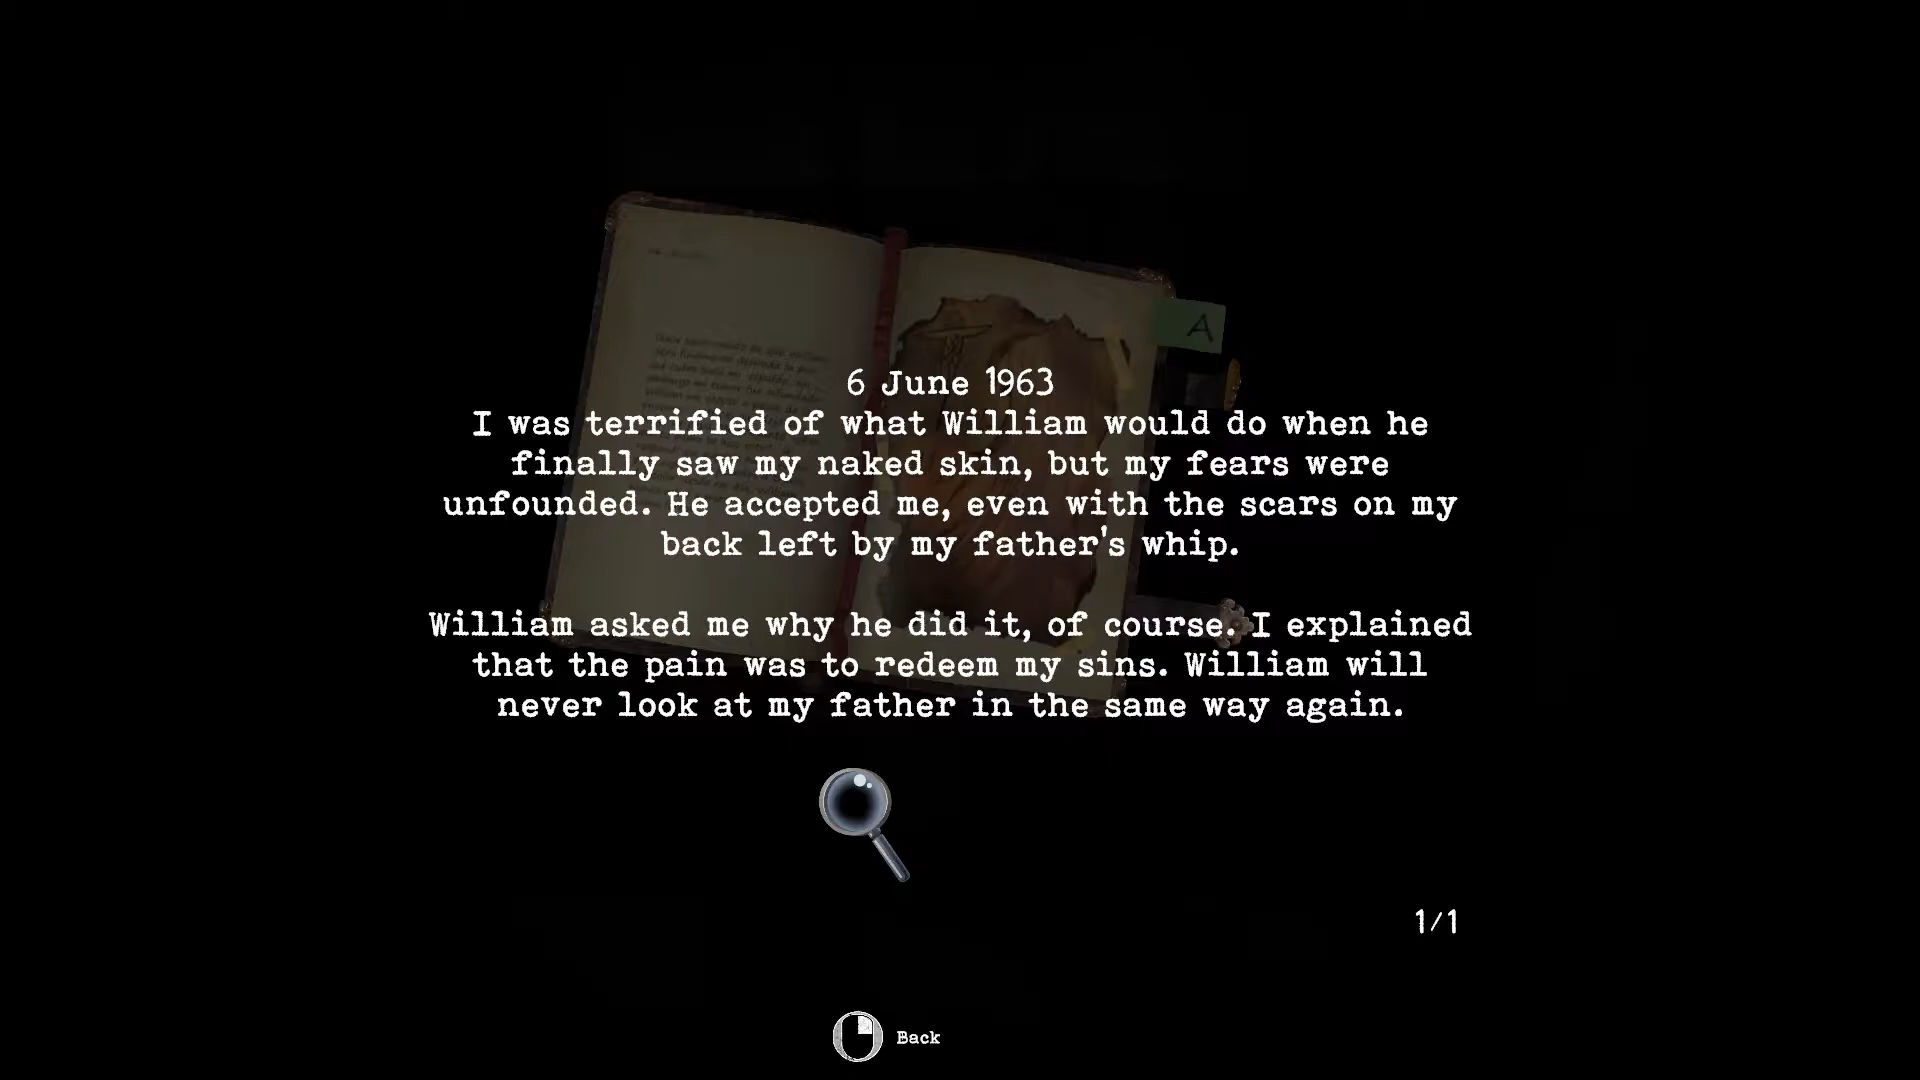 A
6 June 1963
I was terrified of what William would do when he
finally saw my naked skin, but my fears were
unfounded. He accepted me, even with the scars on my
back left by my father's whip.
William asked me why he did it, of course. I explained
that the pain was to redeem my sins. William will
never look at my father in the same way again.
1/1
Back